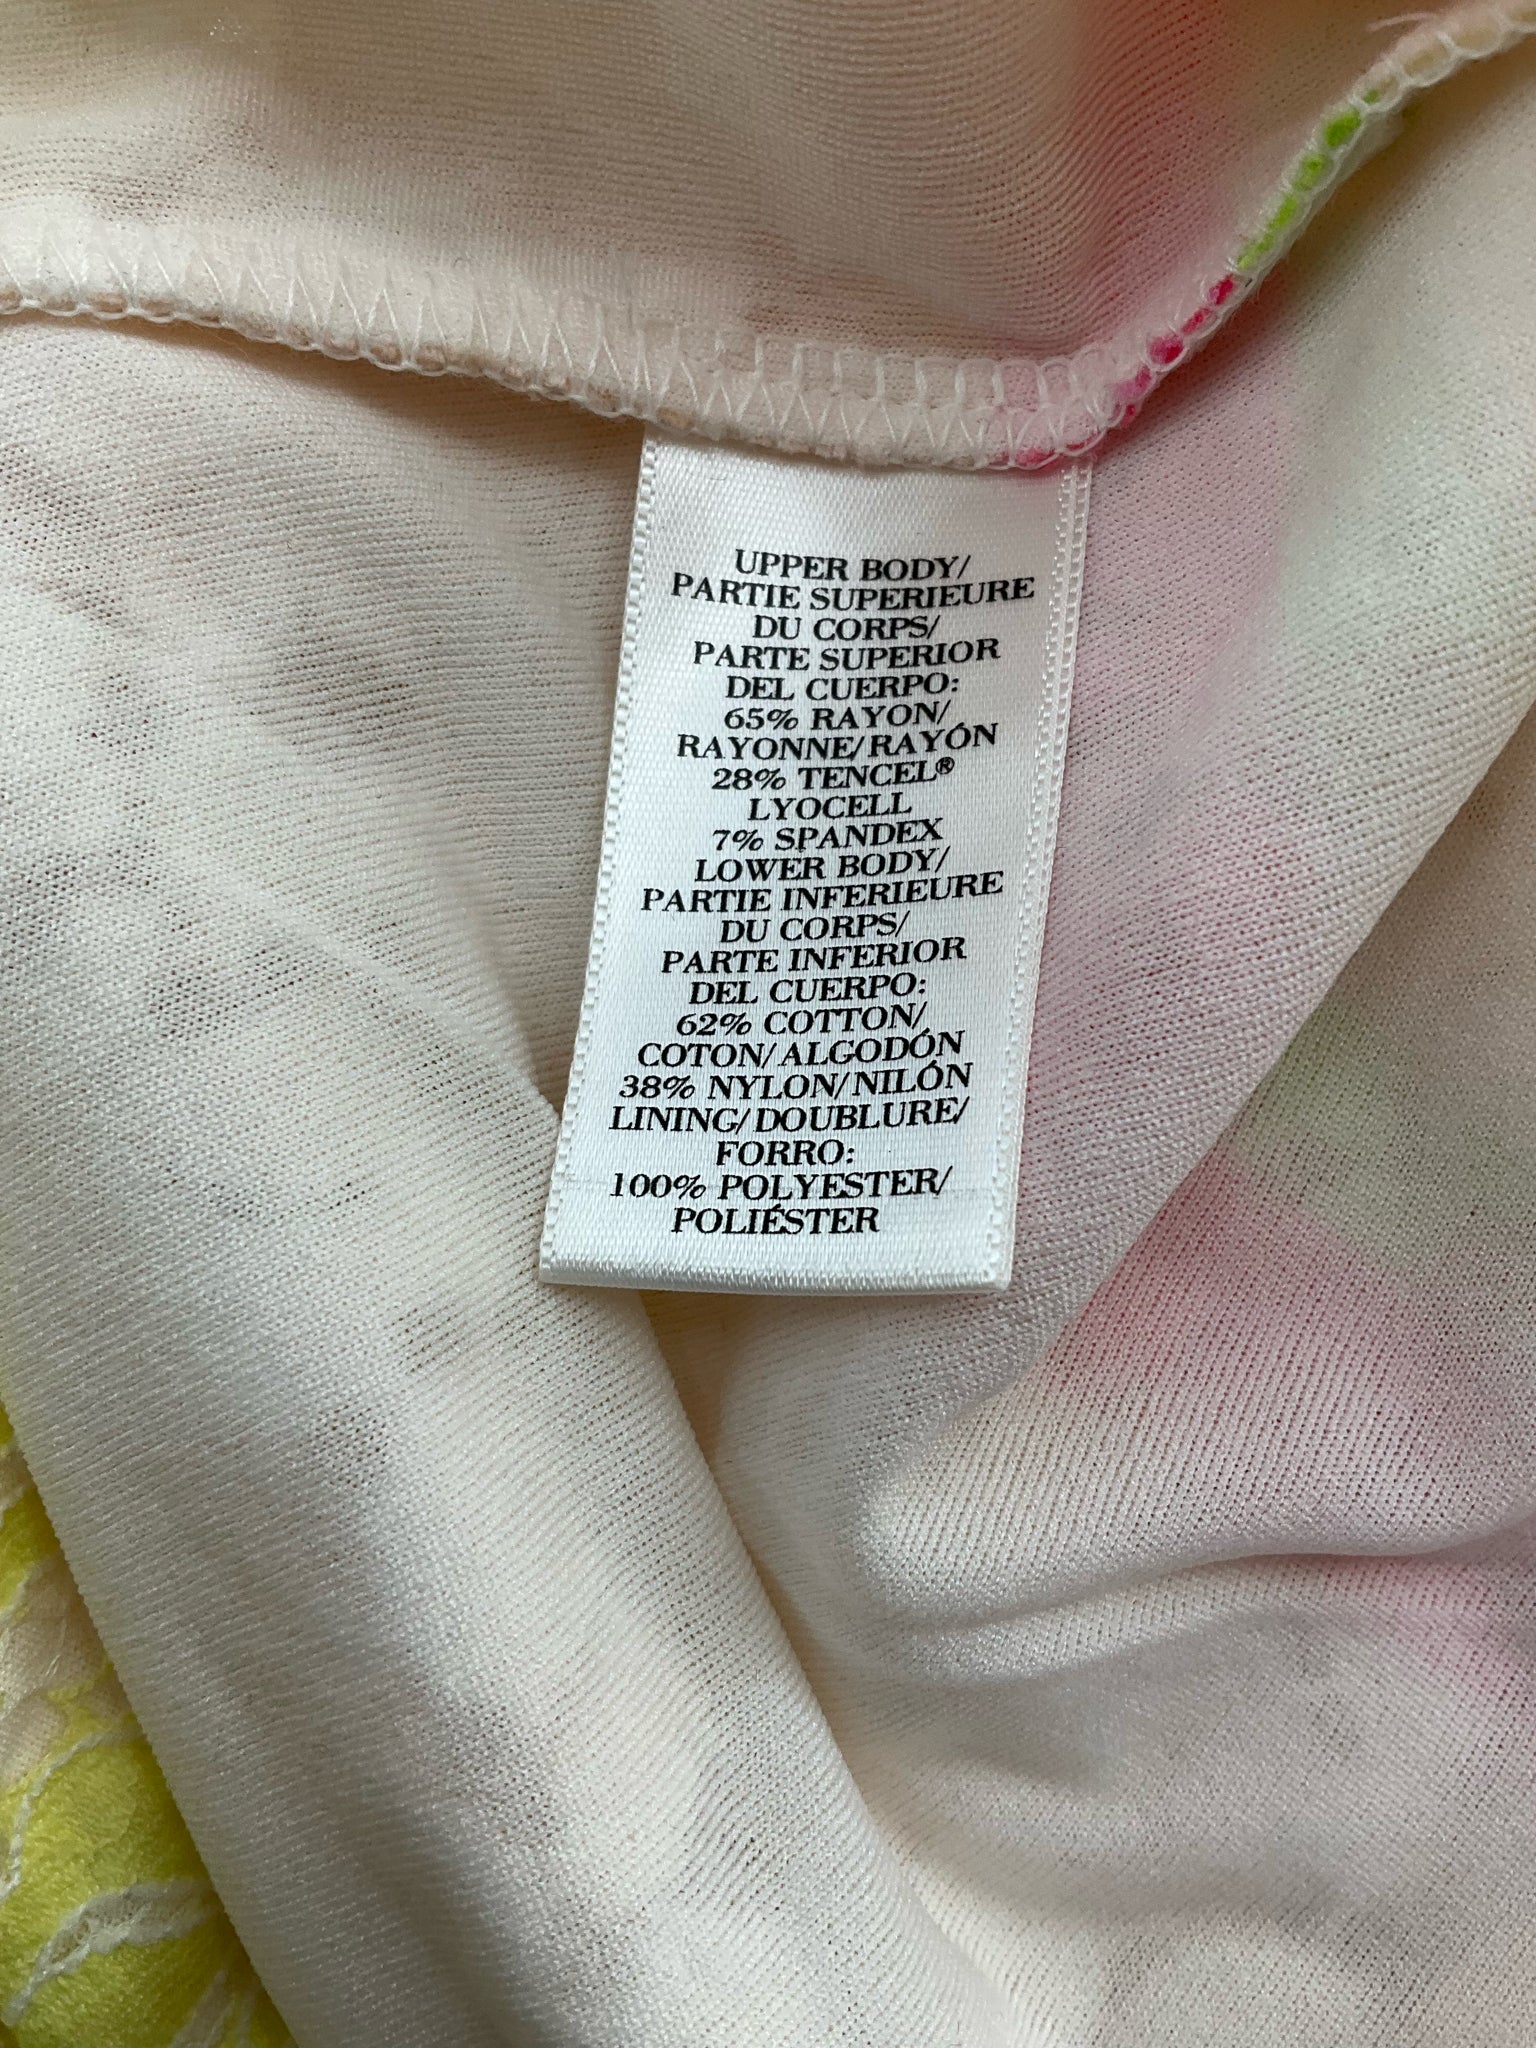 UPPER BODY/
PARTIE SUPERIEURE
DU CORPS/
PARTE SUPERIOR
DEL CUERPO:
65% RAYON/
RAYONNE/RAYÓN
28% TENCEL®
LYOCELL
7% SPANDEX
LOWER BODY/
PARTIE INFERIEURE
DU CORPS/
PARTE INFERIOR
DEL CUERPO:
62% COTTON/
COTON/ALGODÓN
38% NYLON/NILÓN
LINING/DOUBLURE/
FORRO:
100% POLYESTER/
POLIÉSTER